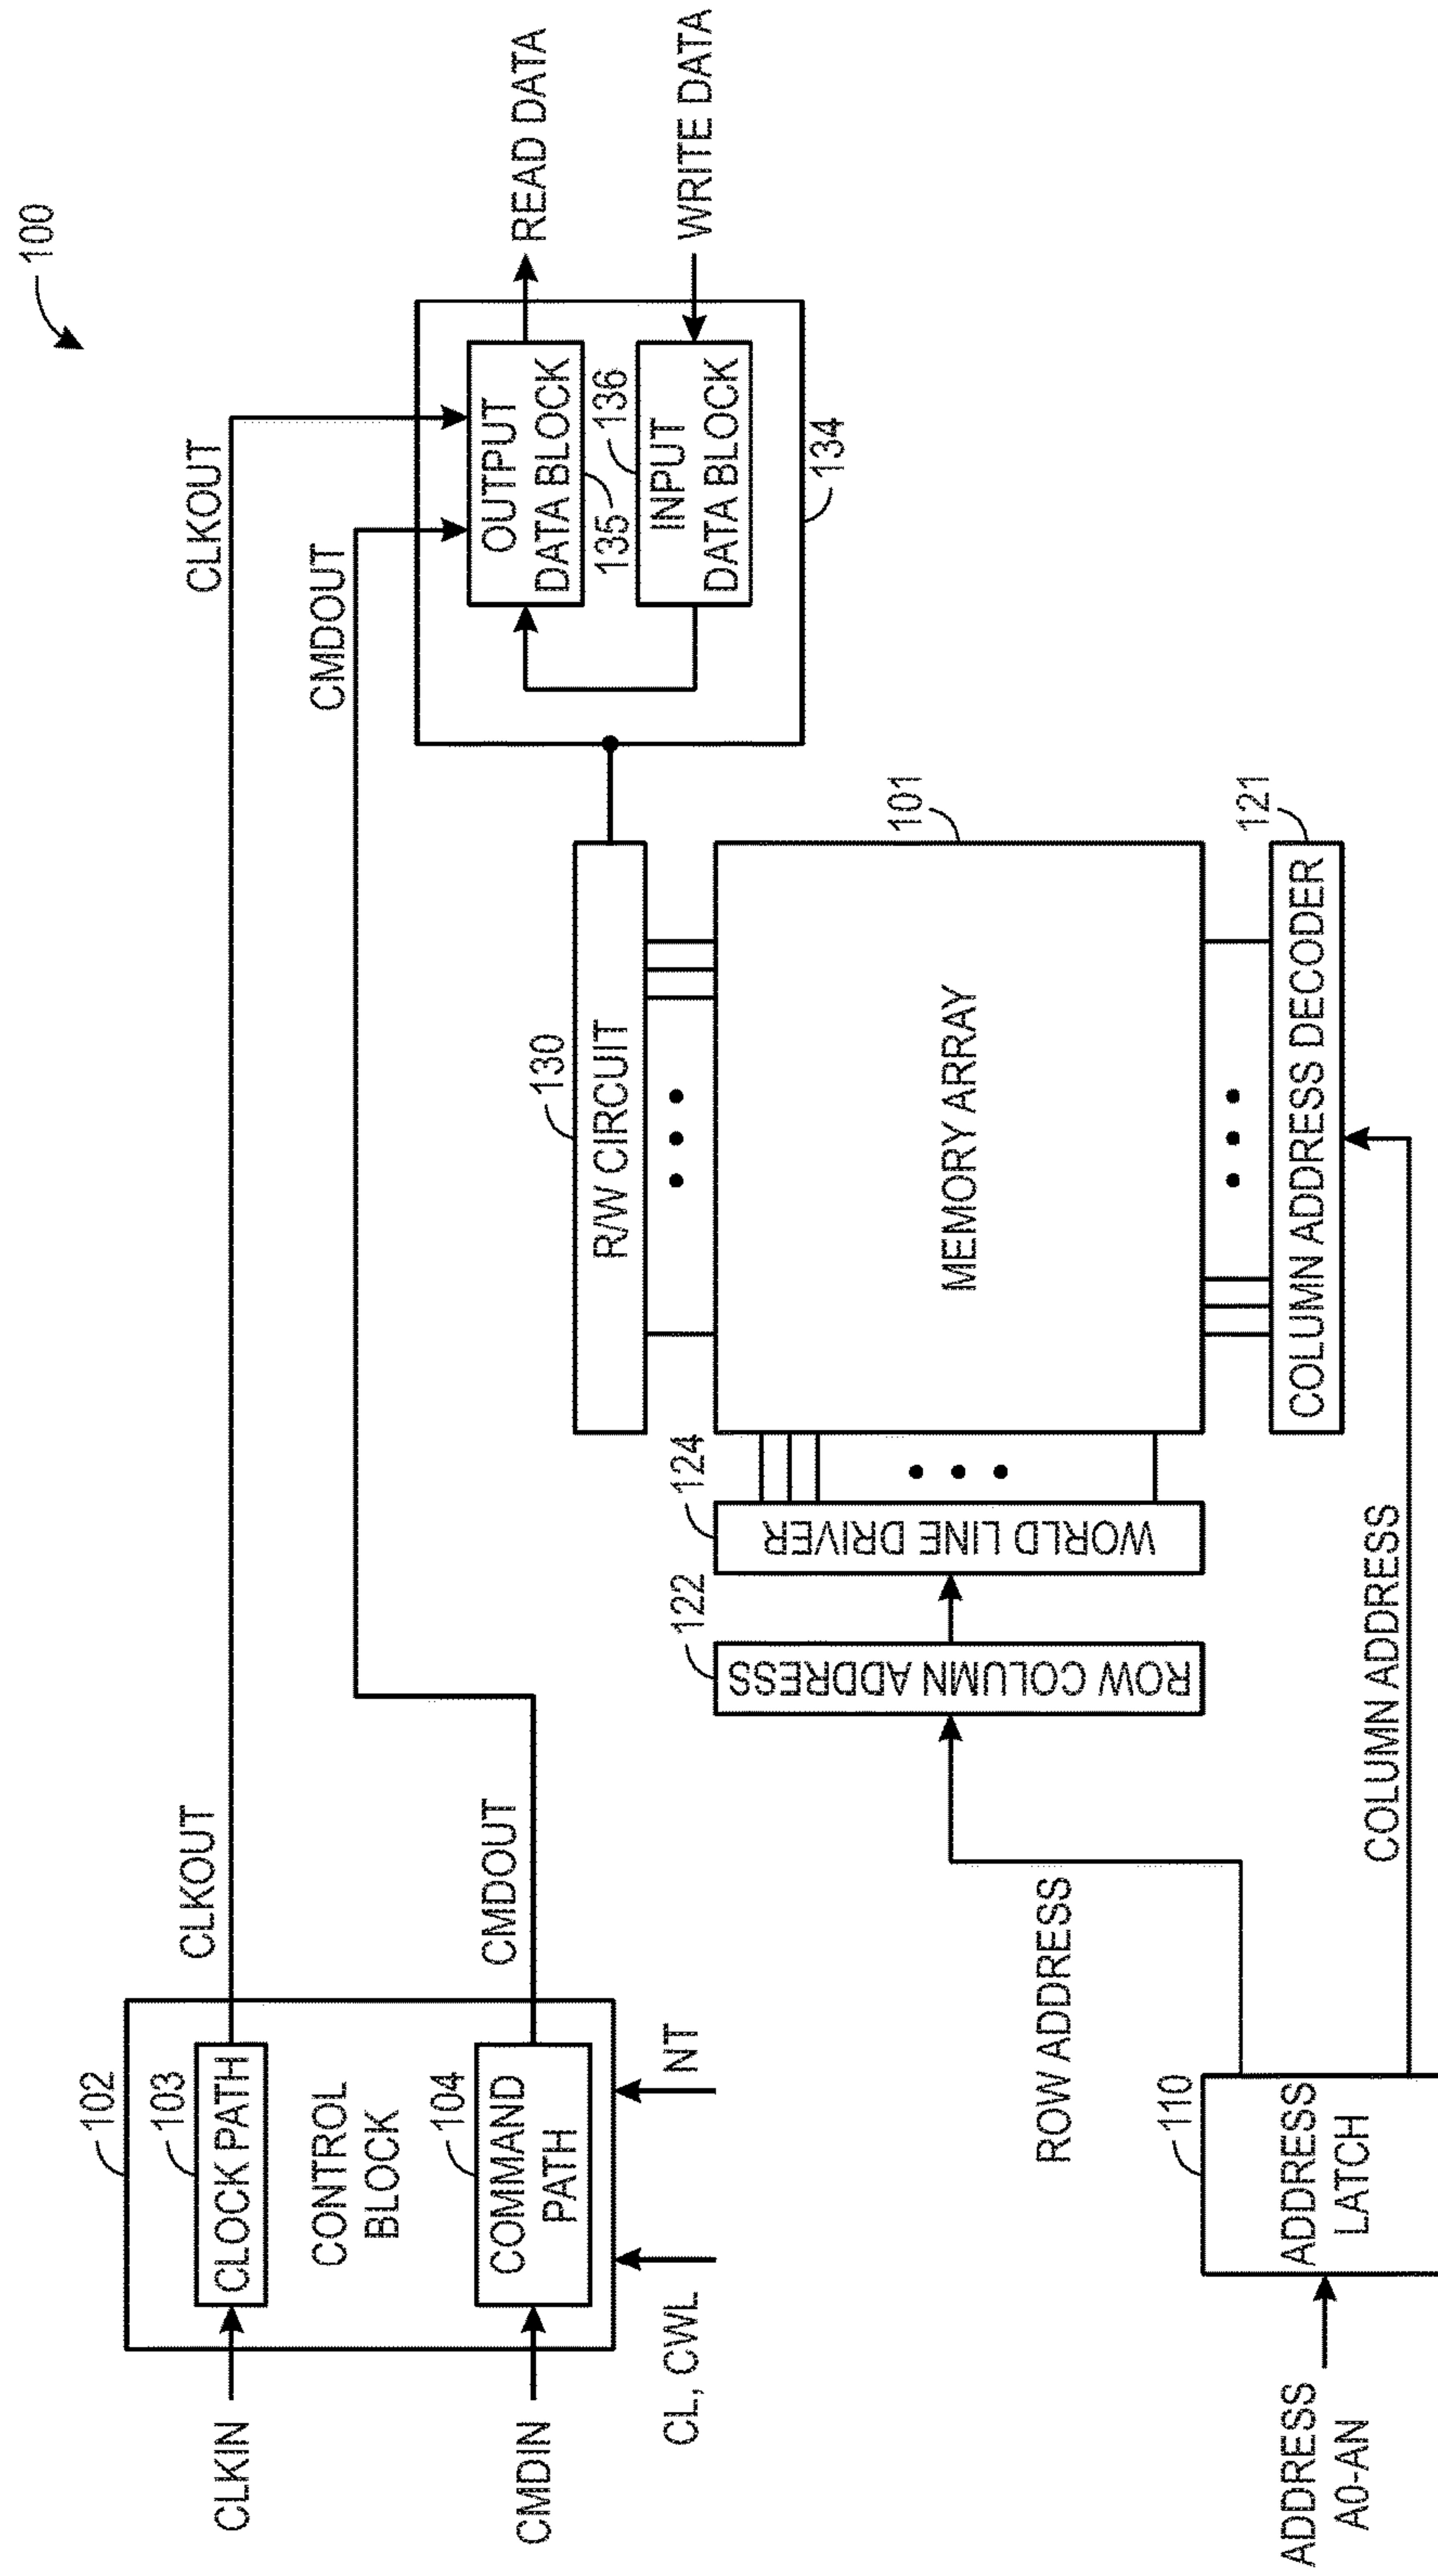 100
CLKOUT
CLKOUT
CMDOUT
CMDOUT
102
103
CLOCK PATH
CONTROL
BLOCK
104
COMMAND
PATH
CLKIN
CMDIN
CL, CWL
NT
OUTPUT
DATA BLOCK
135
136
INPUT
DATA BLOCK
134
READ DATA
WRITE DATA
130
R/W CIRCUIT
101
MEMORY ARRAY
124
WORLD LINE DRIVER
122
ROW COLUMN ADDRESS
121
COLUMN ADDRESS DECODER
ROW ADDRESS
COLUMN ADDRESS
110
ADDRESS
LATCH
ADDRESS
A0-AN